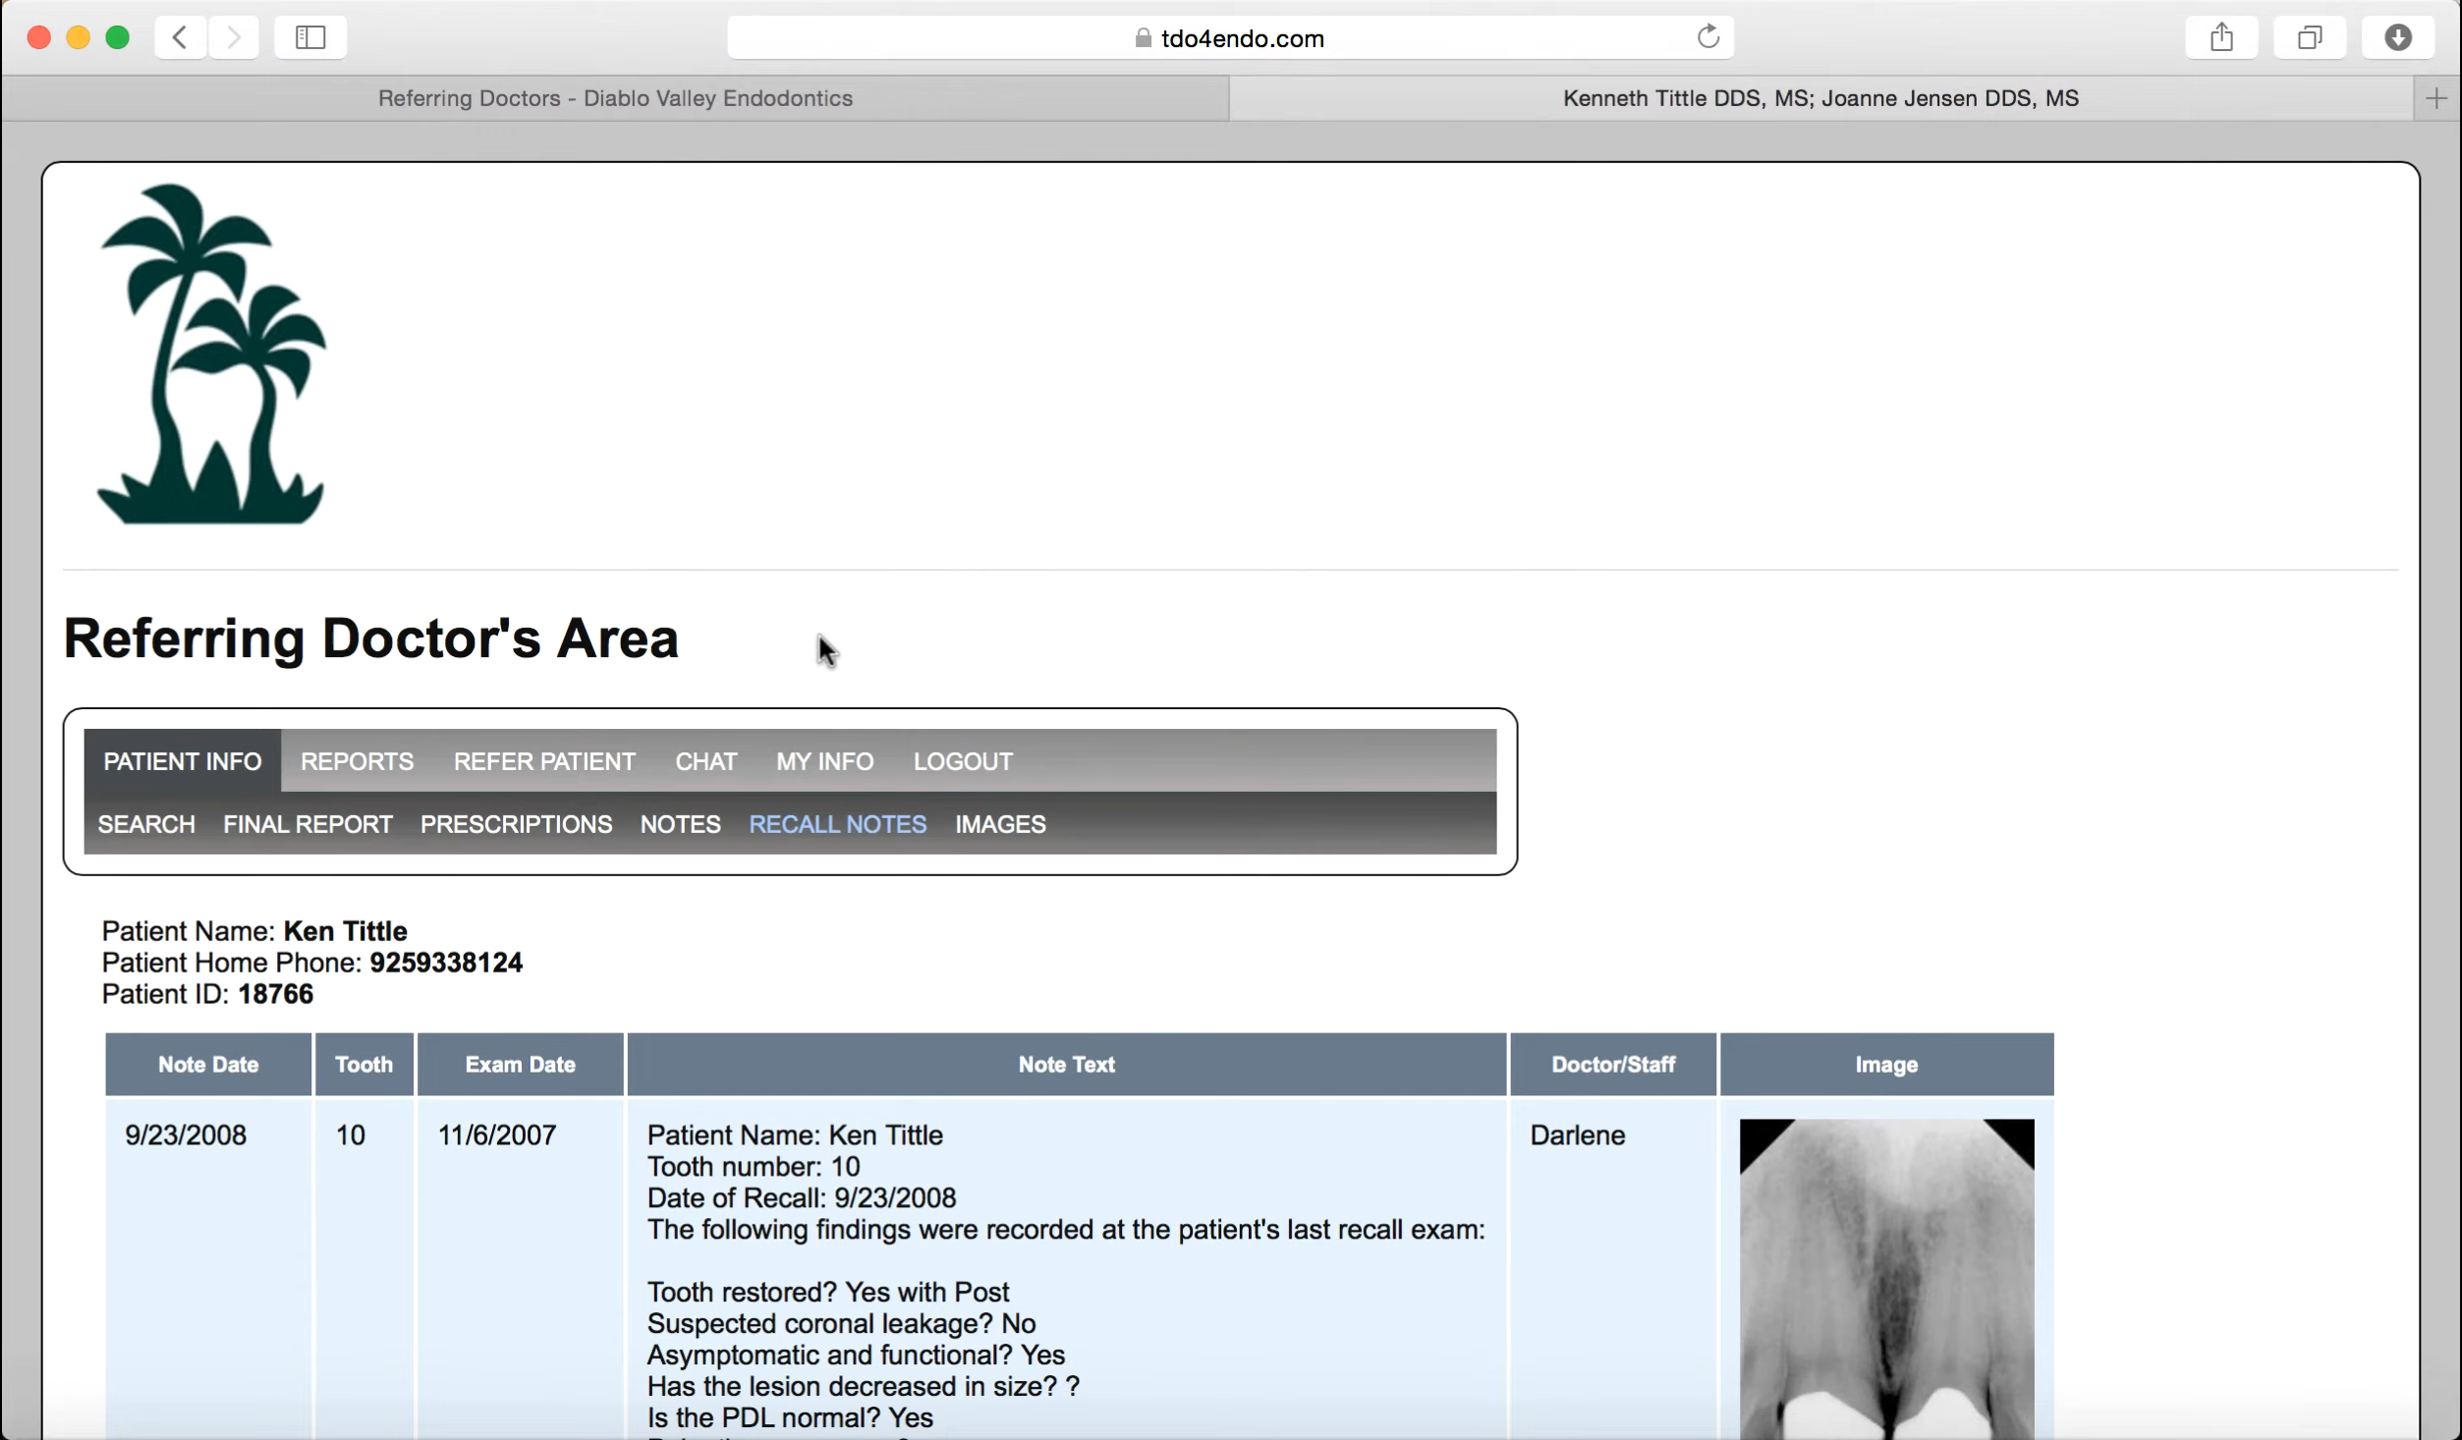 tdo4endo.com
Referring Doctors - Diablo Valley Endodontics
Kenneth Tittle DDS, MS; Joanne Jensen DDS, MS
Referring Doctor's Area
PATIENT INFO REPORTS REFER PATIENT CHAT MY INFO LOGOUT
SEARCH FINAL REPORT PRESCRIPTIONS NOTES RECALL NOTES IMAGES
Patient Name: Ken Tittle
Patient Home Phone: 9259338124
Patient ID: 18766
Note Date Tooth Exam Date Note Text Doctor/Staff Image
9/23/2008 10 11/6/2007 Patient Name: Ken Tittle Darlene
Tooth number: 10
Date of Recall: 9/23/2008
The following findings were recorded at the patient's last recall exam:
Tooth restored? Yes with Post
Suspected coronal leakage? No
Asymptomatic and functional? Yes
Has the lesion decreased in size? ?
Is the PDL normal? Yes